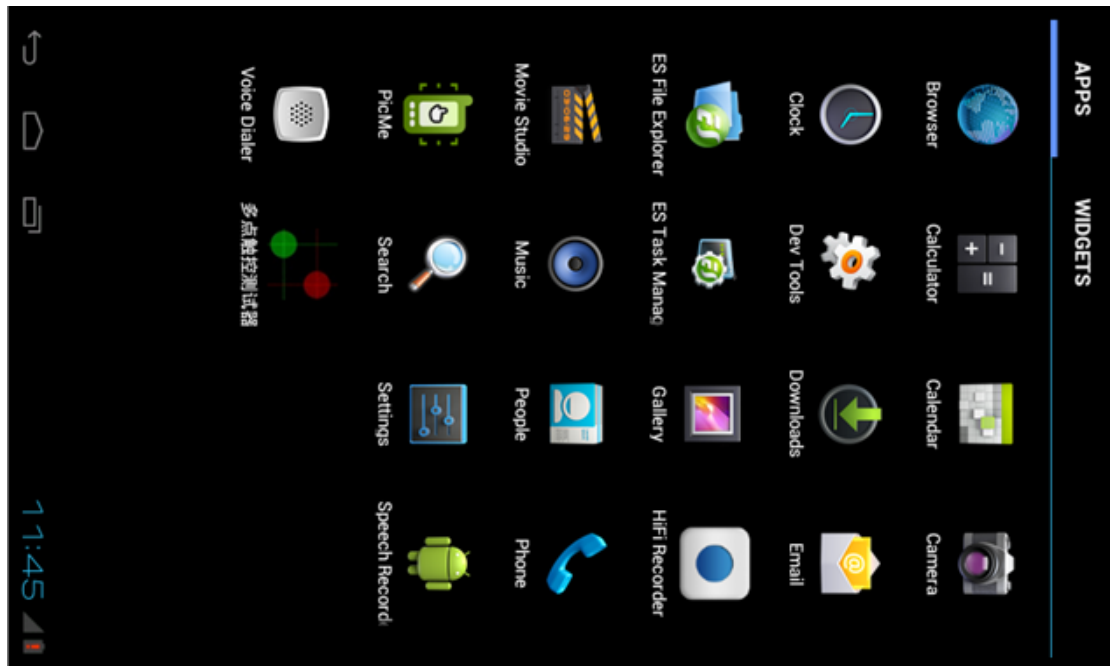 APPS WIDGETS
Browser Calculator Calendar Camera
Clock Dev Tools Downloads Email
ES File Explorer ES Task Manag Gallery HiFi Recorder
Movie Studio Music People Phone
PicMe Search Settings Speech Record
Voice Dialer 多点触控测试器
11:45